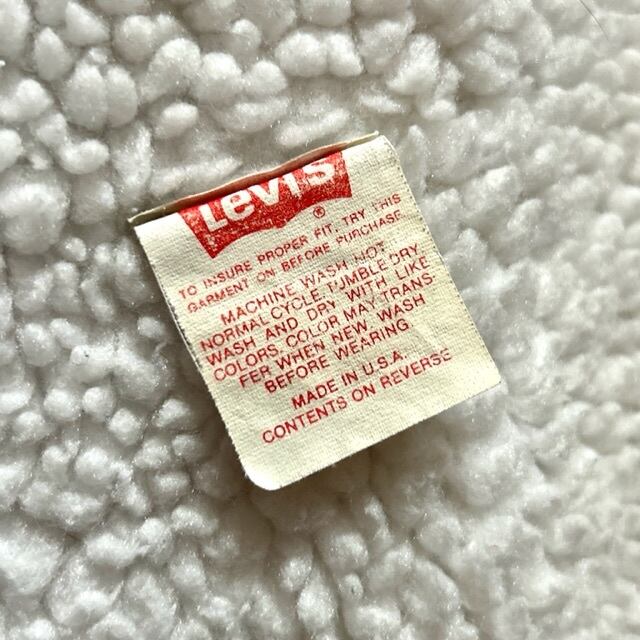 Levi's
®
TO INSURE PROPER FIT, TRY THIS
GARMENT ON BEFORE PURCHASE
MACHINE WASH HOT
NORMAL CYCLE, TUMBLE DRY
WASH AND DRY WITH LIKE
COLORS. COLOR MAY TRANS-
FER WHEN NEW. WASH
BEFORE WEARING
MADE IN U.S.A.
CONTENTS ON REVERSE